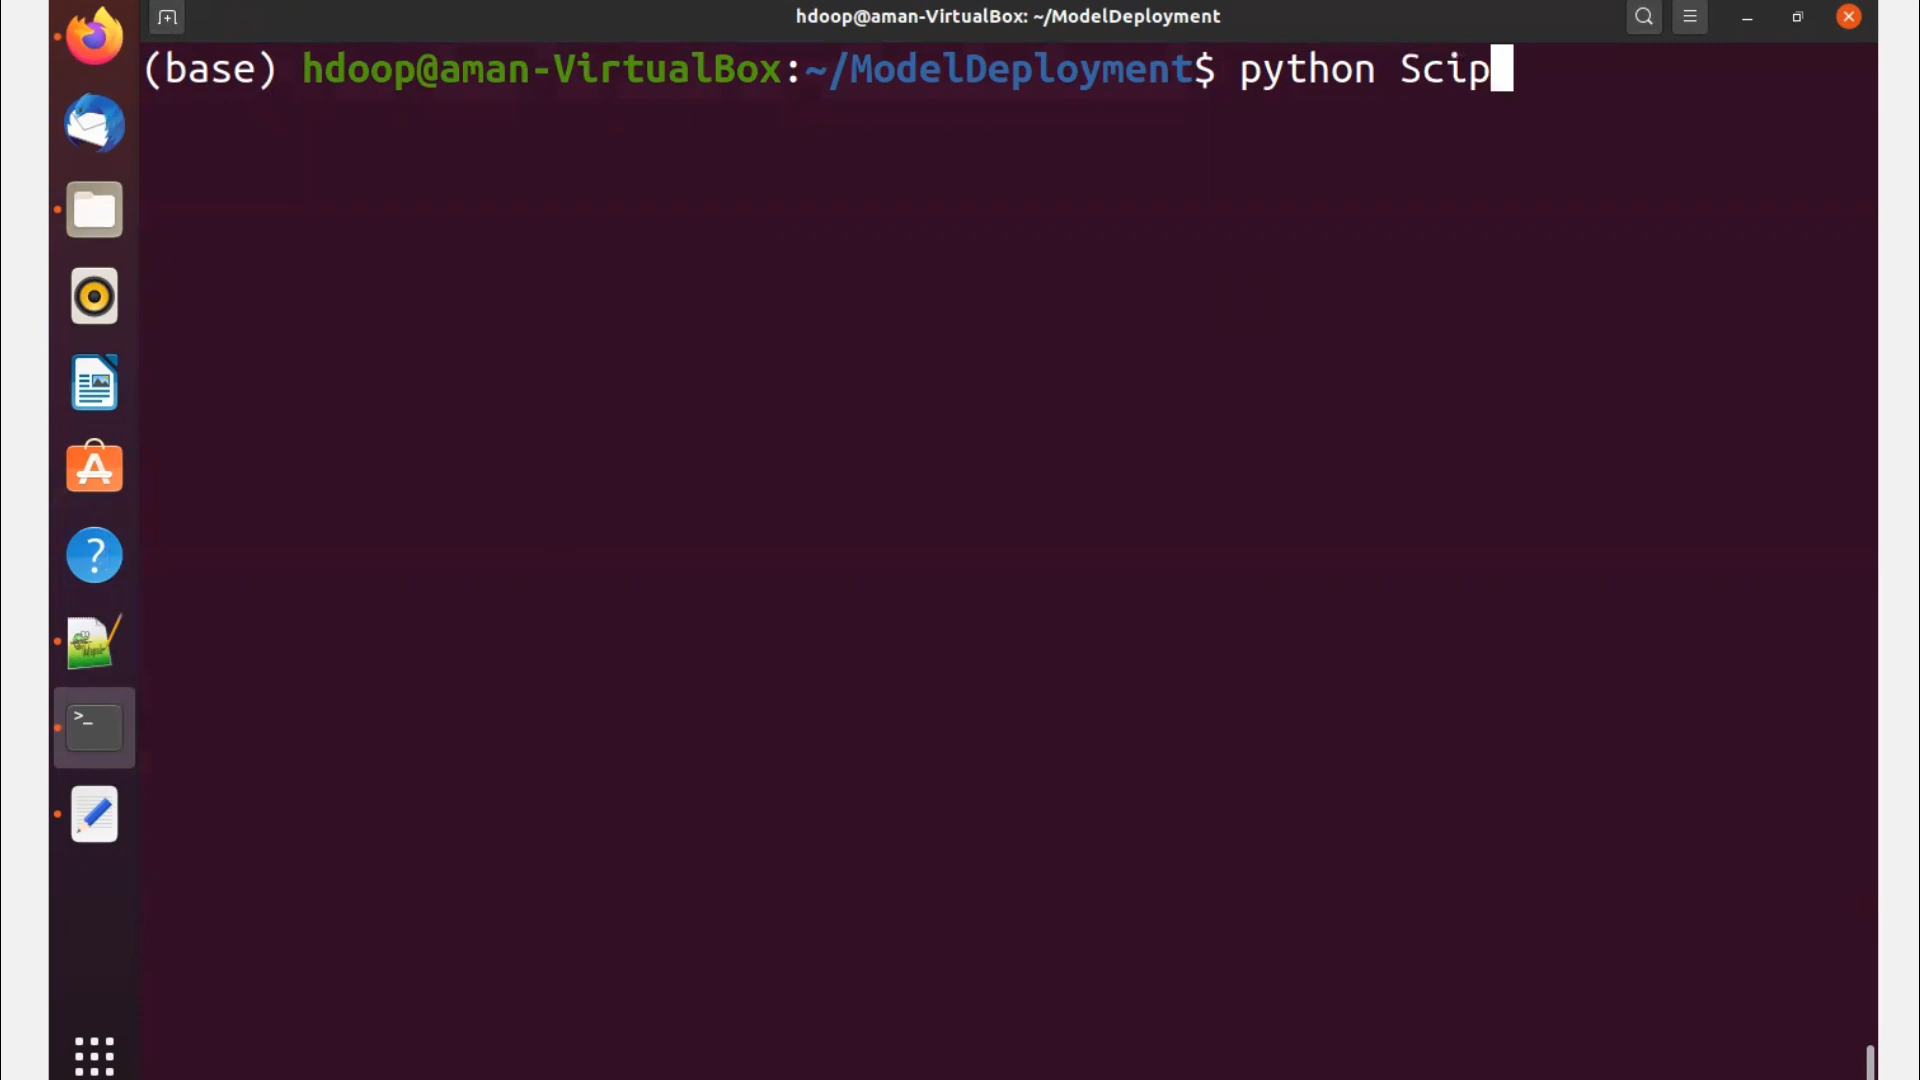 hdoop@aman-VirtualBox: ~/ModelDeployment
(base) hdoop@aman-VirtualBox:~/ModelDeployment$ python Scip